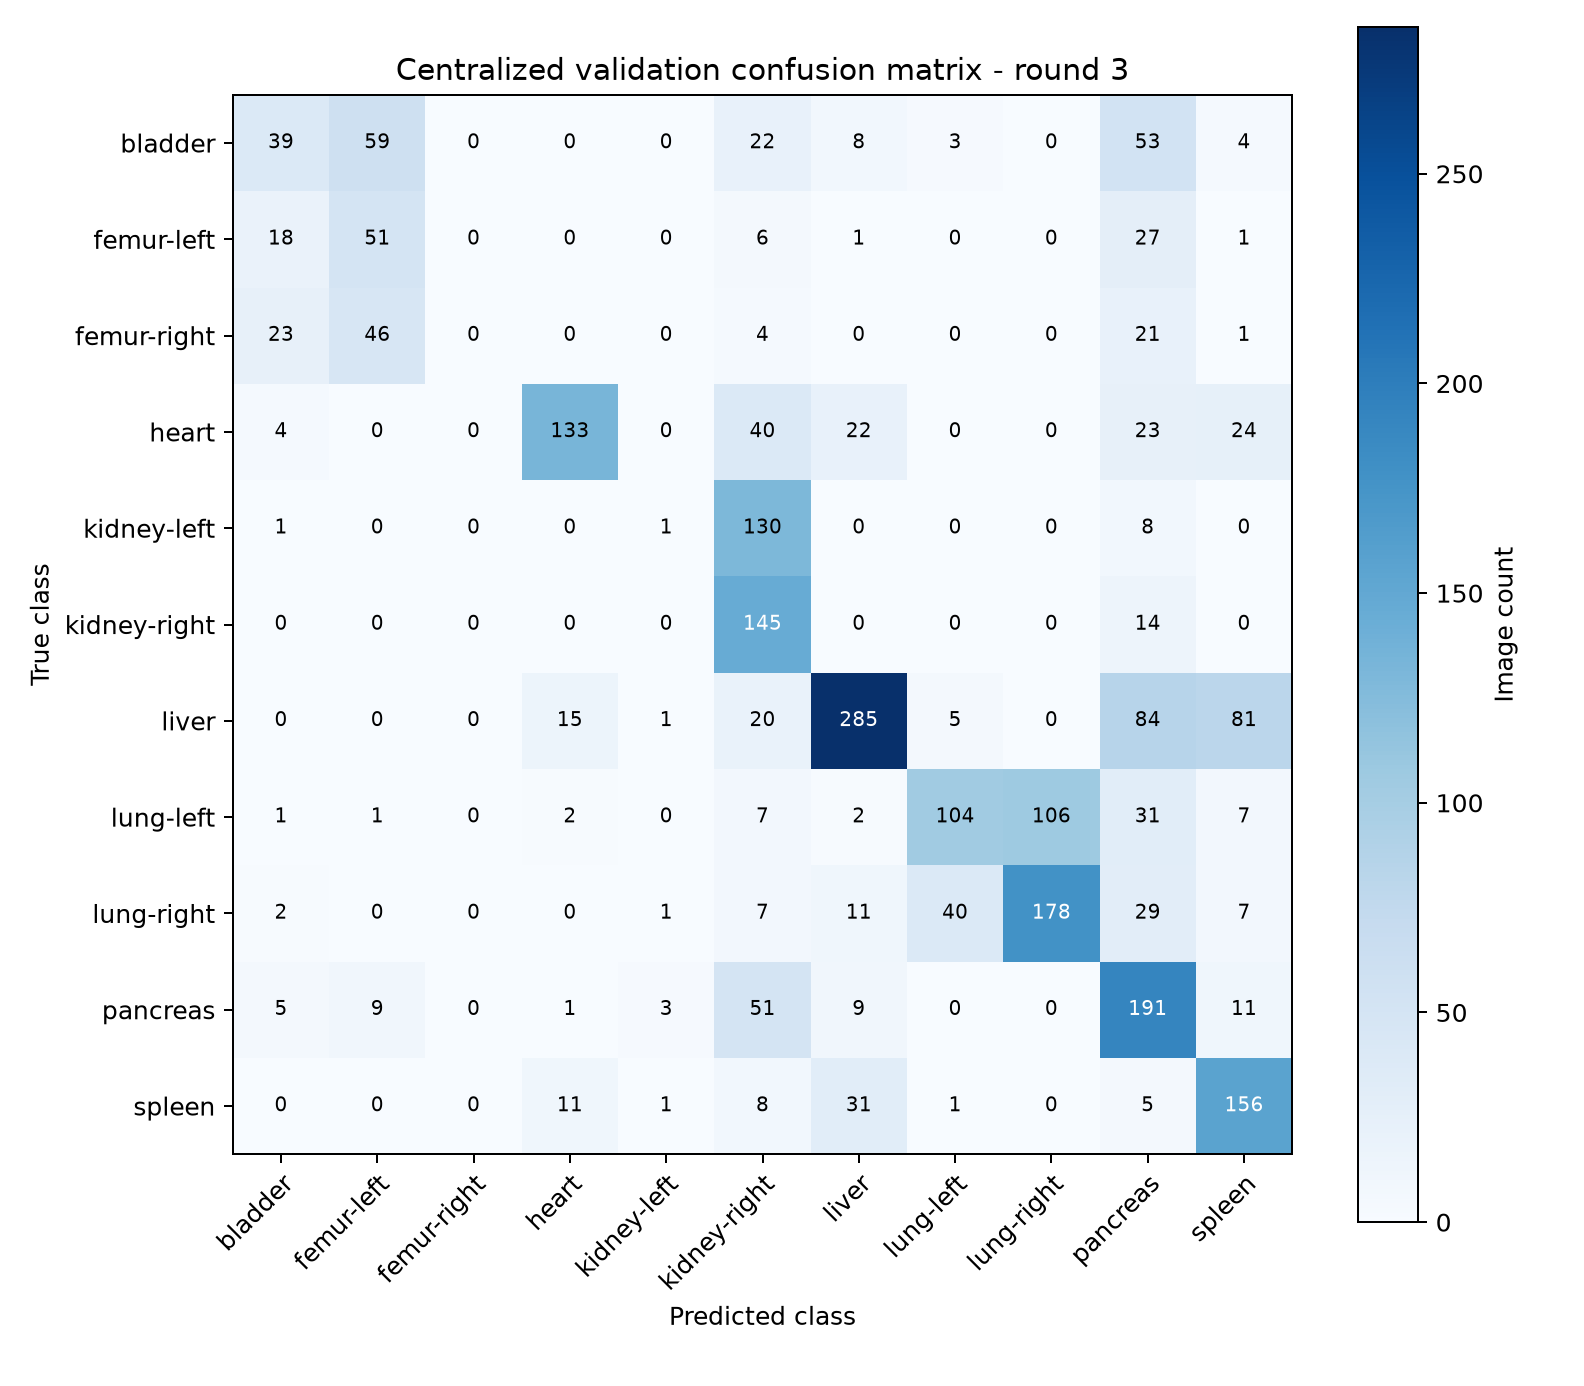 Centralized validation confusion matrix - round 3
bladder 39 59 0 0 0 22 8 3 0 53 4
femur-left 18 51 0 0 0 6 1 0 0 27 1
femur-right 23 46 0 0 0 4 0 0 0 21 1
heart 4 0 0 133 0 40 22 0 0 23 24
kidney-left 1 0 0 0 1 130 0 0 0 8 0
kidney-right 0 0 0 0 0 145 0 0 0 14 0
liver 0 0 0 15 1 20 285 5 0 84 81
lung-left 1 1 0 2 0 7 2 104 106 31 7
lung-right 2 0 0 0 1 7 11 40 178 29 7
pancreas 5 9 0 1 3 51 9 0 0 191 11
spleen 0 0 0 11 1 8 31 1 0 5 156
bladder femur-left femur-right heart kidney-left kidney-right liver lung-left lung-right pancreas spleen
Predicted class
True class
250
200
150
100
50
0
Image count